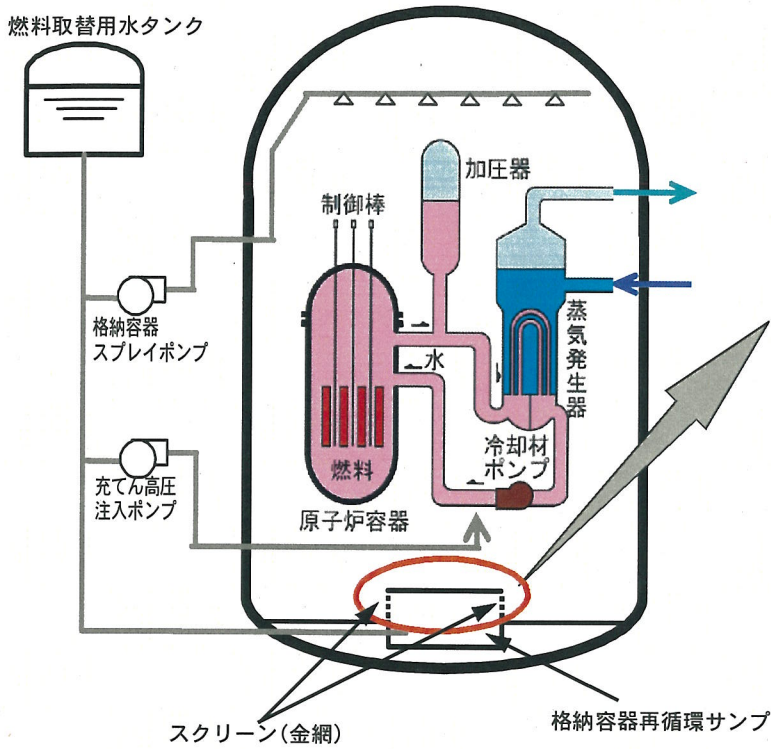 燃料取替用水タンク
加圧器
制御棒
格納容器
スプレイポンプ
水
蒸気発生器
冷却材
ポンプ
燃料
充てん高圧
注入ポンプ
原子炉容器
スクリーン(金網)
格納容器再循環サンプ